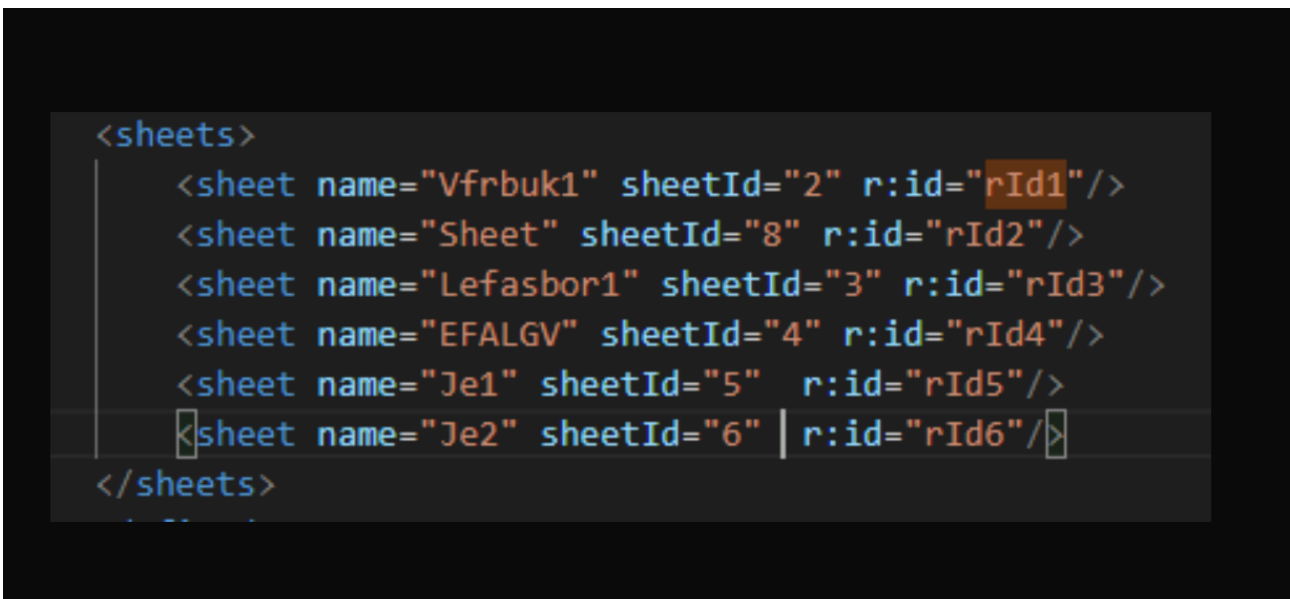 <sheets>
<sheet name="Vfrbuk1" sheetId="2" r:id="rId1"/>
<sheet name="Sheet" sheetId="8" r:id="rId2"/>
<sheet name="Lefasbor1" sheetId="3" r:id="rId3"/>
<sheet name="EFALGV" sheetId="4" r:id="rId4"/>
<sheet name="Je1" sheetId="5"  r:id="rId5"/>
<sheet name="Je2" sheetId="6"  r:id="rId6"/>
</sheets>